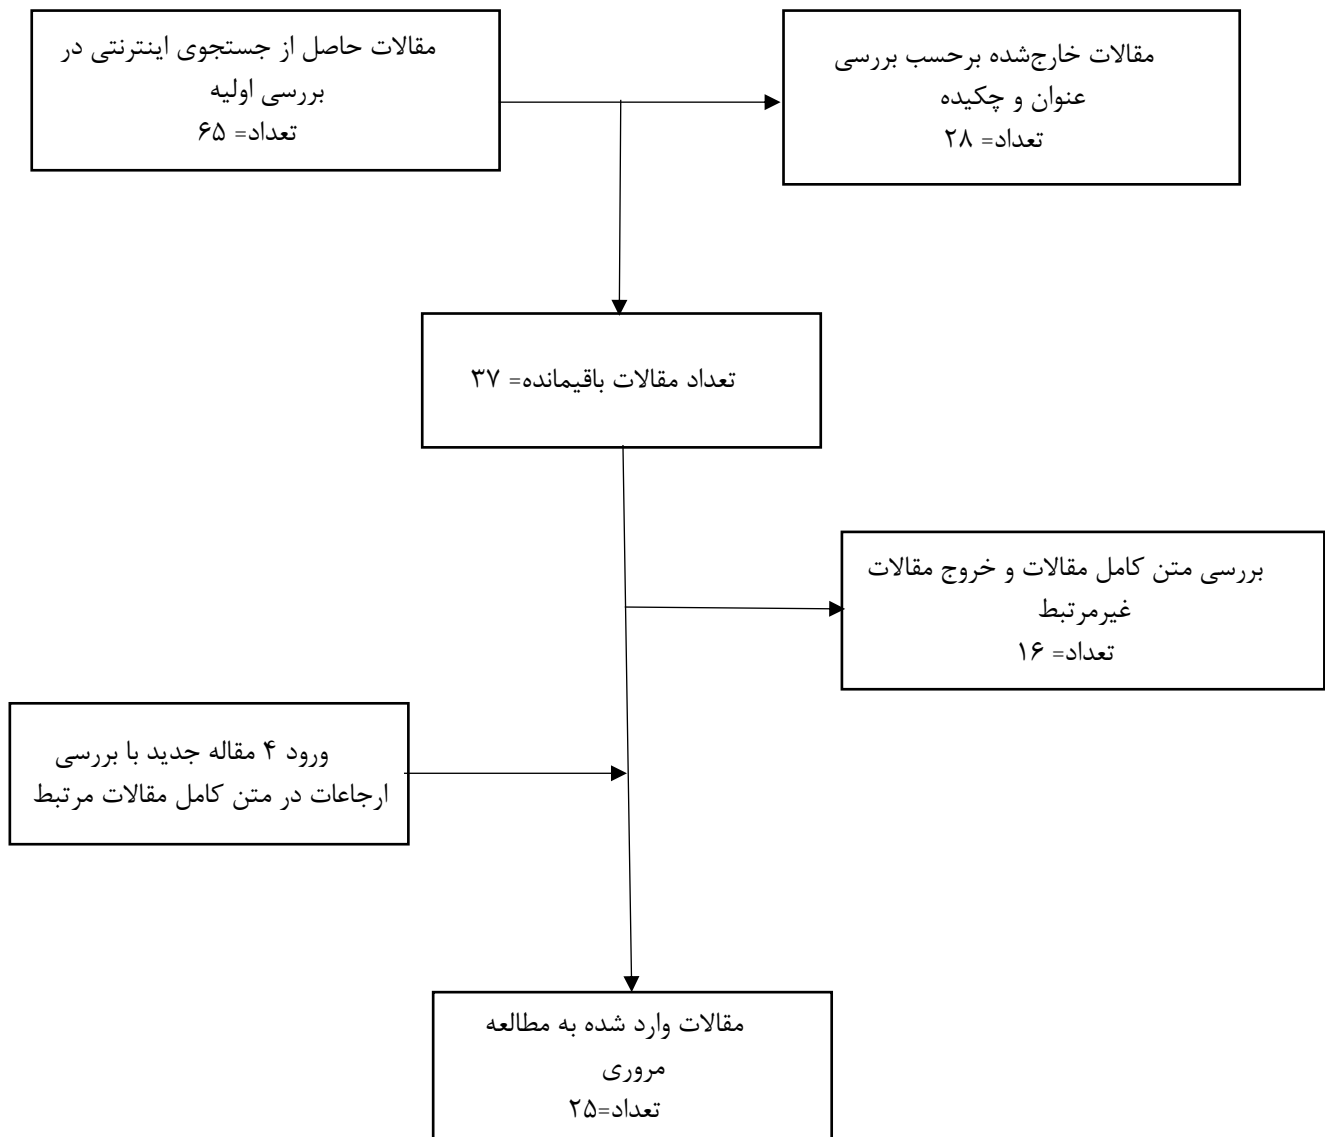 مقالات حاصل از جستجوی اینترنتی در
بررسی اولیه
تعداد= ۶۵
مقالات خارج‌شده برحسب بررسی
عنوان و چکیده
تعداد= ۲۸
تعداد مقالات باقیمانده= ۳۷
بررسی متن کامل مقالات و خروج مقالات
غیرمرتبط
تعداد= ۱۶
ورود ۴ مقاله جدید با بررسی
ارجاعات در متن کامل مقالات مرتبط
مقالات وارد شده به مطالعه
مروری
تعداد=۲۵